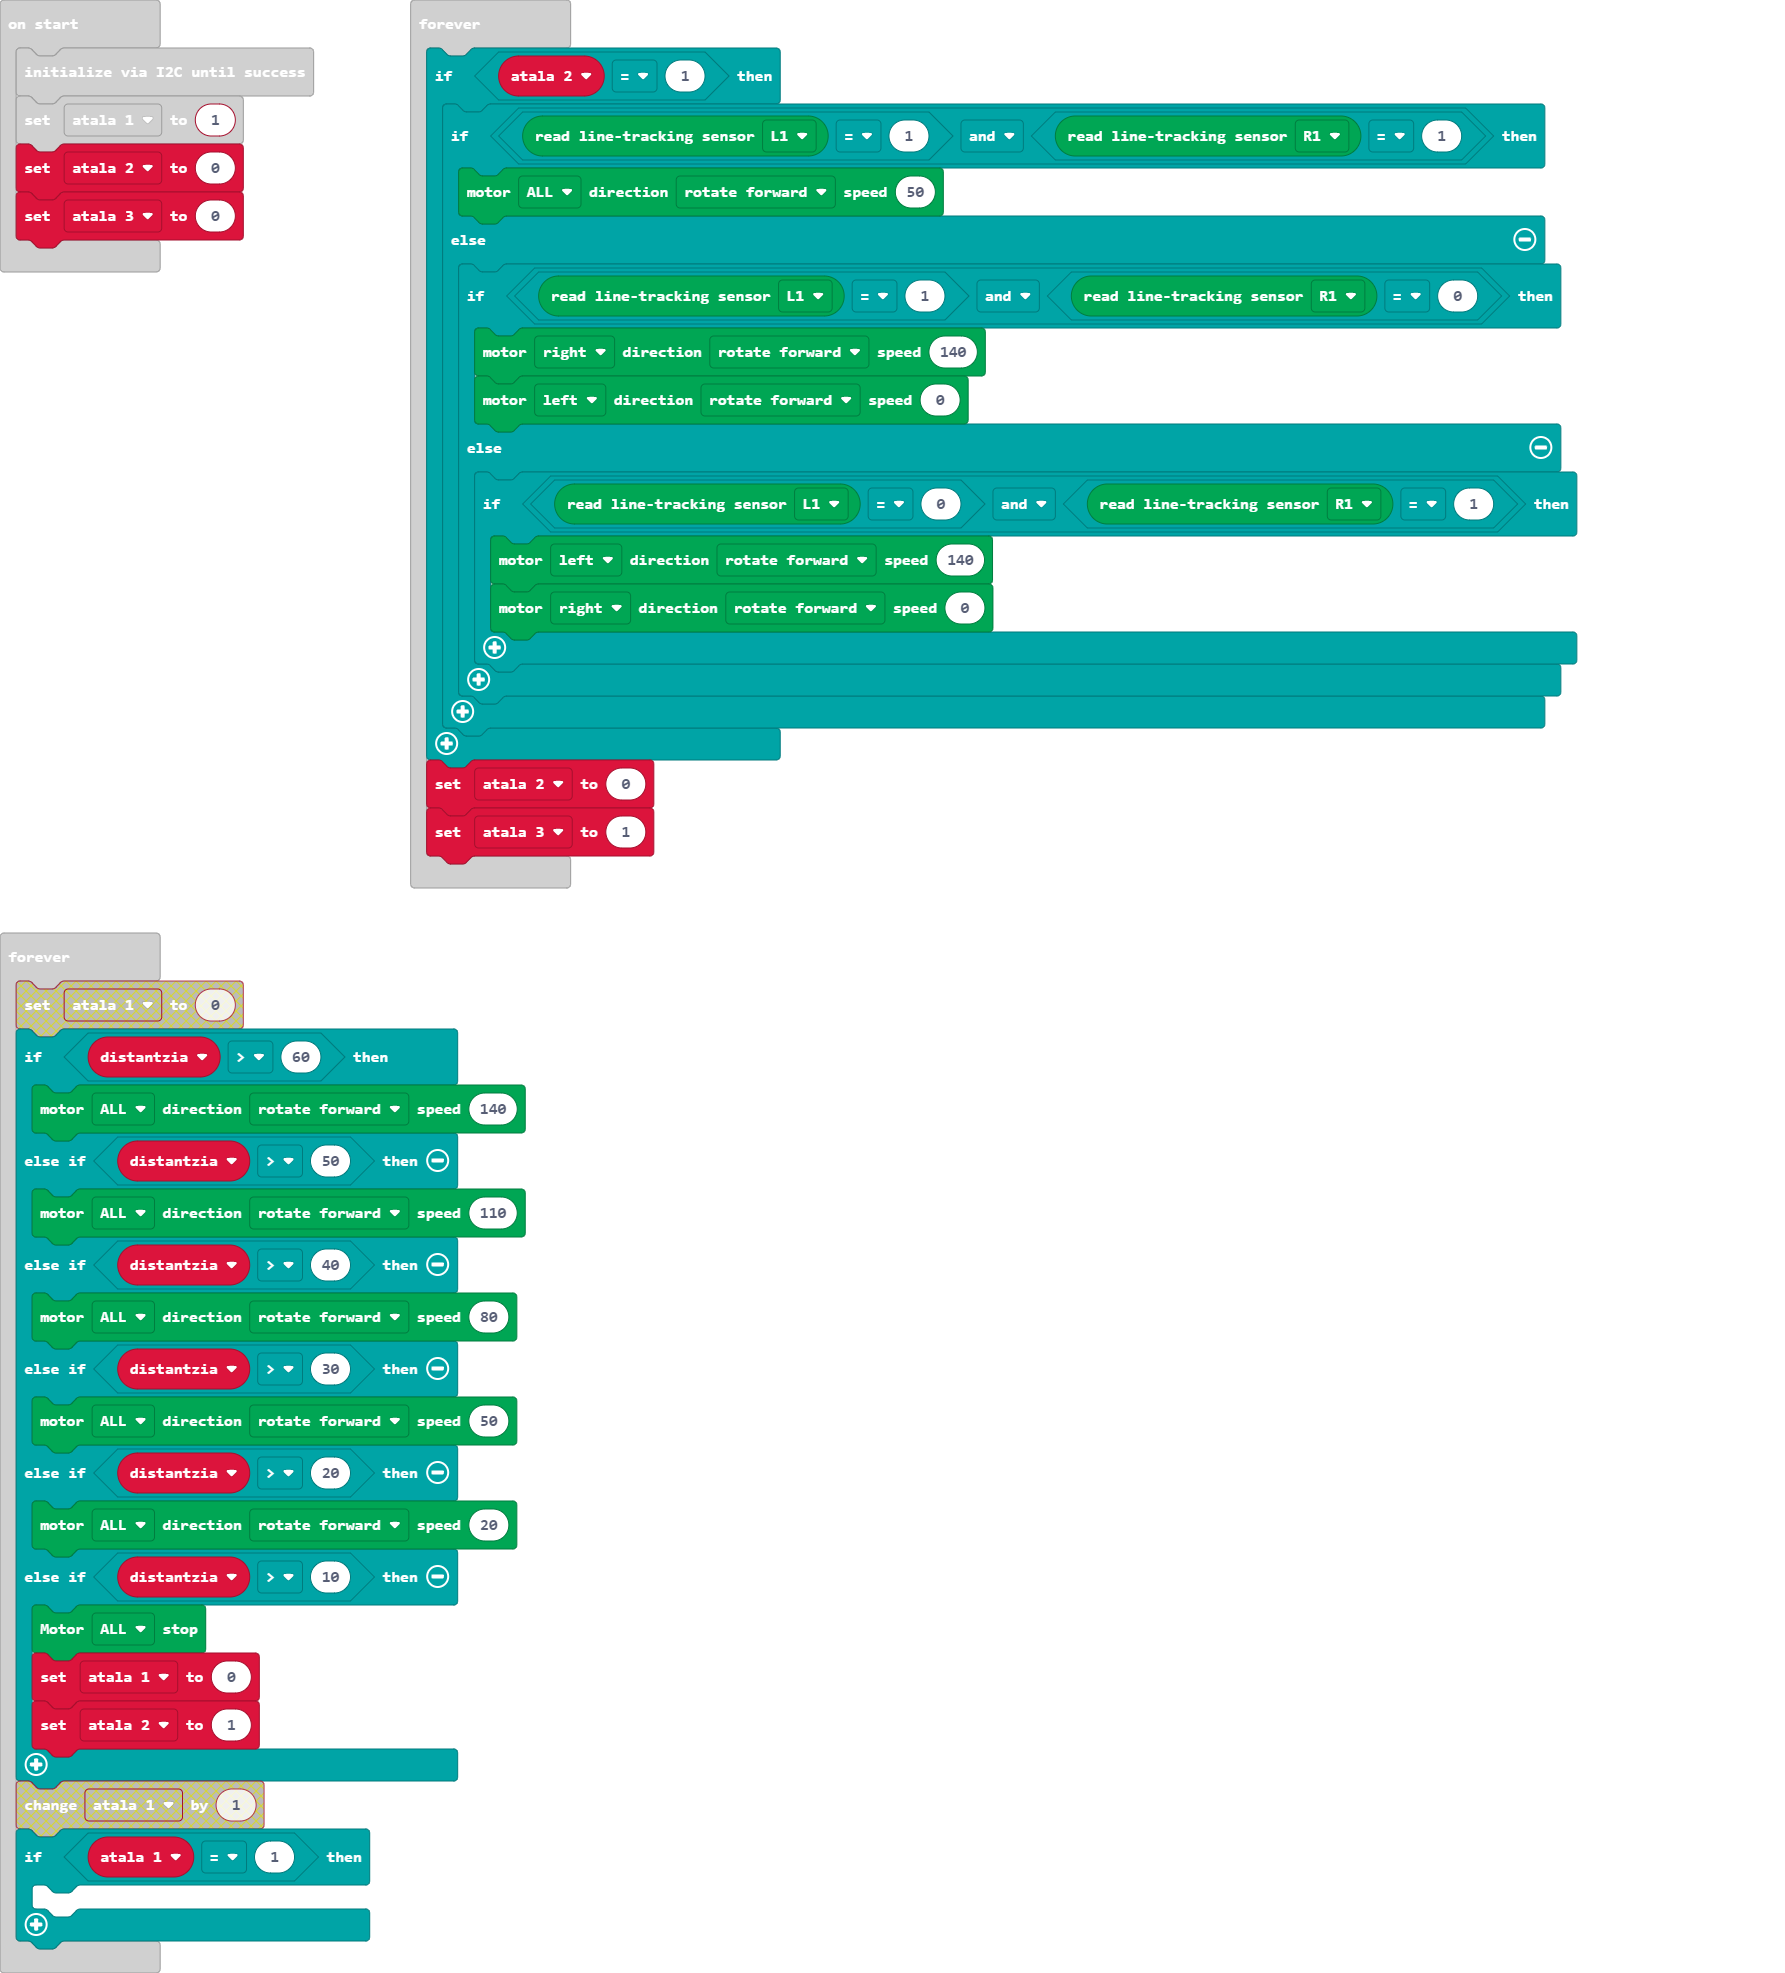 on start
initialize via I2C until success
set atala 1 to 1
set atala 2 to 0
set atala 3 to 0
forever
if atala 2 = 1 then
if read line-tracking sensor L1 = 1 and read line-tracking sensor R1 = 1 then
motor ALL direction rotate forward speed 50
else
if read line-tracking sensor L1 = 1 and read line-tracking sensor R1 = 0 then
motor right direction rotate forward speed 140
motor left direction rotate forward speed 0
else
if read line-tracking sensor L1 = 0 and read line-tracking sensor R1 = 1 then
motor left direction rotate forward speed 140
motor right direction rotate forward speed 0
set atala 2 to 0
set atala 3 to 1
forever
set atala 1 to 0
if distantzia > 60 then
motor ALL direction rotate forward speed 140
else if distantzia > 50 then
motor ALL direction rotate forward speed 110
else if distantzia > 40 then
motor ALL direction rotate forward speed 80
else if distantzia > 30 then
motor ALL direction rotate forward speed 50
else if distantzia > 20 then
motor ALL direction rotate forward speed 20
else if distantzia > 10 then
Motor ALL stop
set atala 1 to 0
set atala 2 to 1
change atala 1 by 1
if atala 1 = 1 then